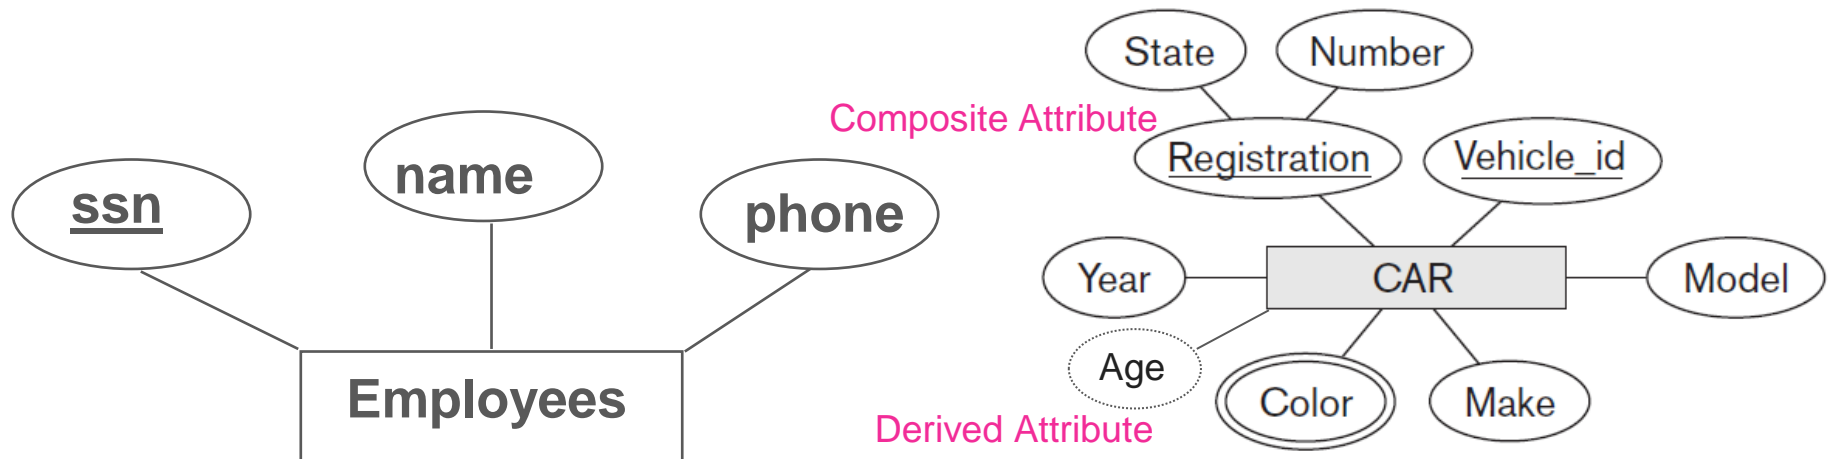 ssn
name
phone
Employees
State
Number
Composite Attribute
Registration
Vehicle_id
Year
CAR
Model
Age
Color
Make
Derived Attribute